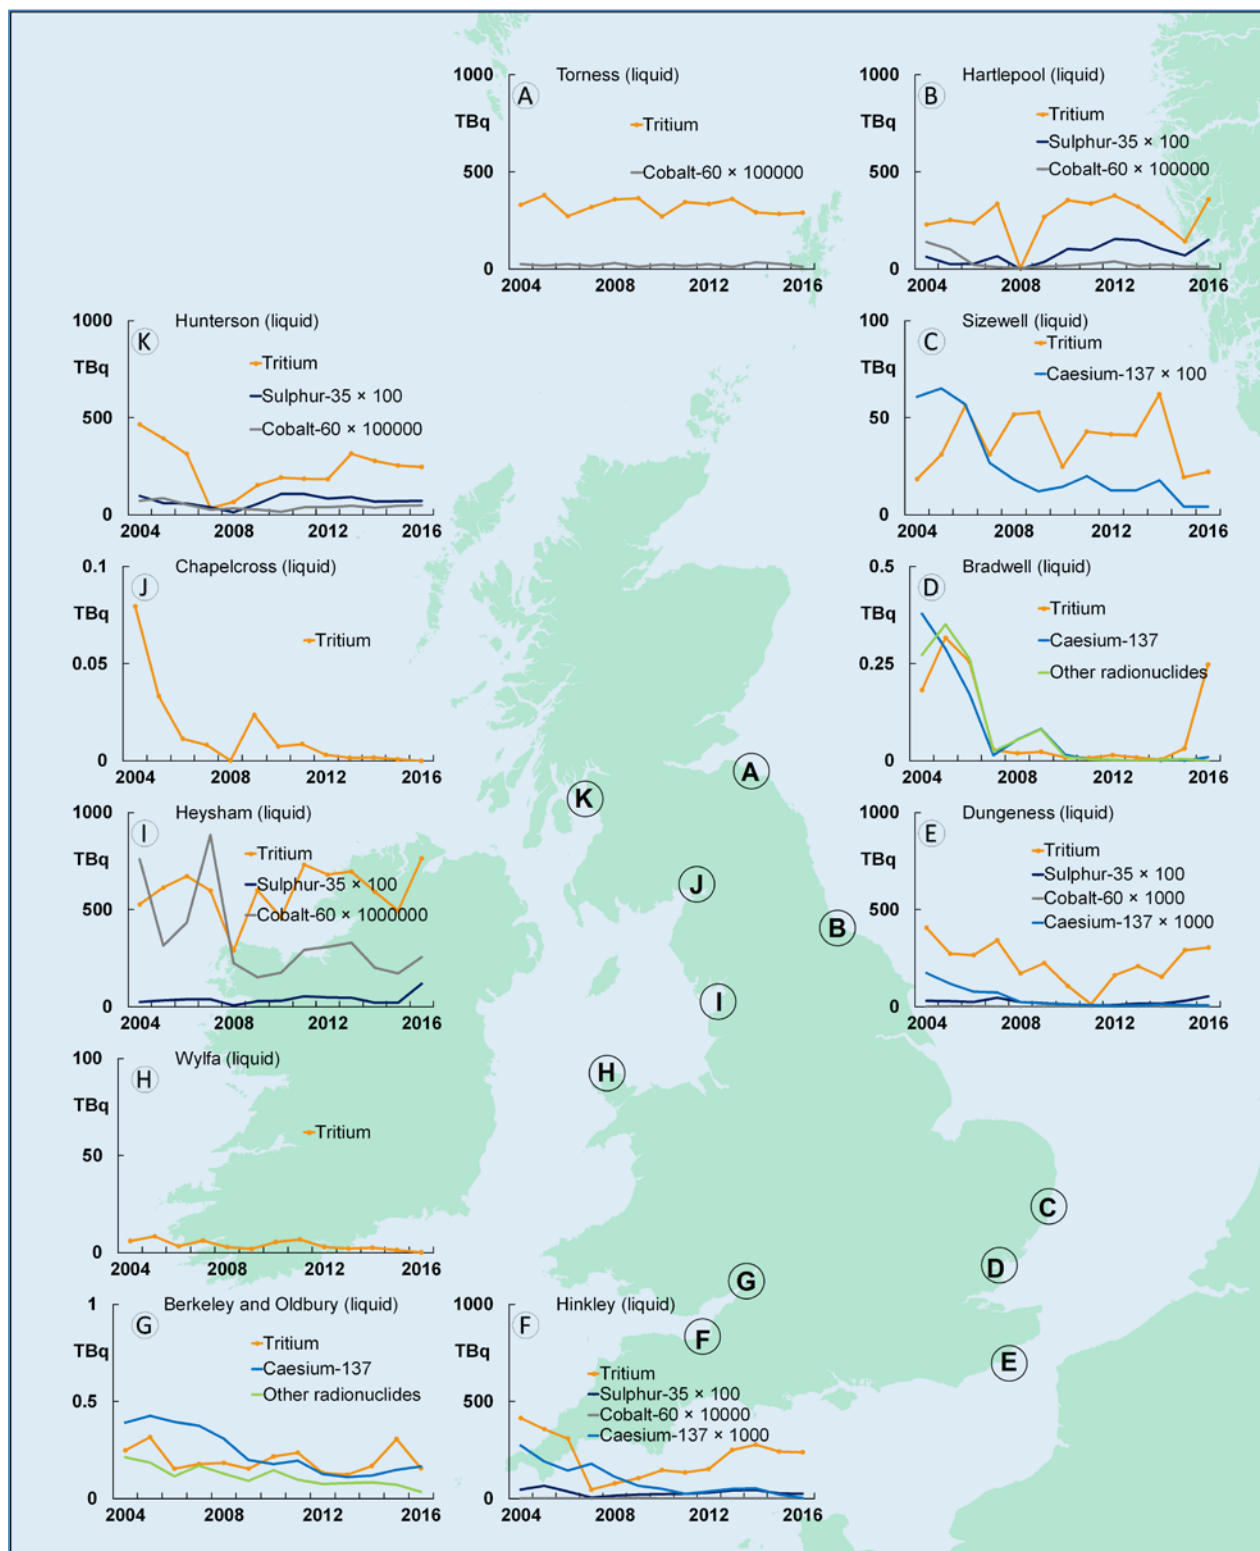 Torness (liquid)
A
1000
TBq
500
0
Tritium
Cobalt-60 × 100000
2004 2008 2012 2016
Hartlepool (liquid)
B
1000
TBq
500
0
Tritium
Sulphur-35 × 100
Cobalt-60 × 100000
2004 2008 2012 2016
Hunterson (liquid)
K
1000
TBq
500
0
Tritium
Sulphur-35 × 100
Cobalt-60 × 100000
2004 2008 2012 2016
Sizewell (liquid)
C
100
TBq
50
0
Tritium
Caesium-137 × 100
2004 2008 2012 2016
Chapelcross (liquid)
J
0.1
TBq
0.05
0
Tritium
2004 2008 2012 2016
Bradwell (liquid)
D
0.5
TBq
0.25
0
Tritium
Caesium-137
Other radionuclides
2004 2008 2012 2016
Heysham (liquid)
I
1000
TBq
500
0
Tritium
Sulphur-35 × 100
Cobalt-60 × 1000000
2004 2008 2012 2016
Dungeness (liquid)
E
1000
TBq
500
0
Tritium
Sulphur-35 × 100
Cobalt-60 × 1000
Caesium-137 × 1000
2004 2008 2012 2016
Wylfa (liquid)
H
100
TBq
50
0
Tritium
2004 2008 2012 2016
Berkeley and Oldbury (liquid)
G
1
TBq
0.5
0
Tritium
Caesium-137
Other radionuclides
2004 2008 2012 2016
Hinkley (liquid)
F
1000
TBq
500
0
Tritium
Sulphur-35 × 100
Cobalt-60 × 10000
Caesium-137 × 1000
2004 2008 2012 2016
A
K
J
B
I
H
C
D
G
F
E